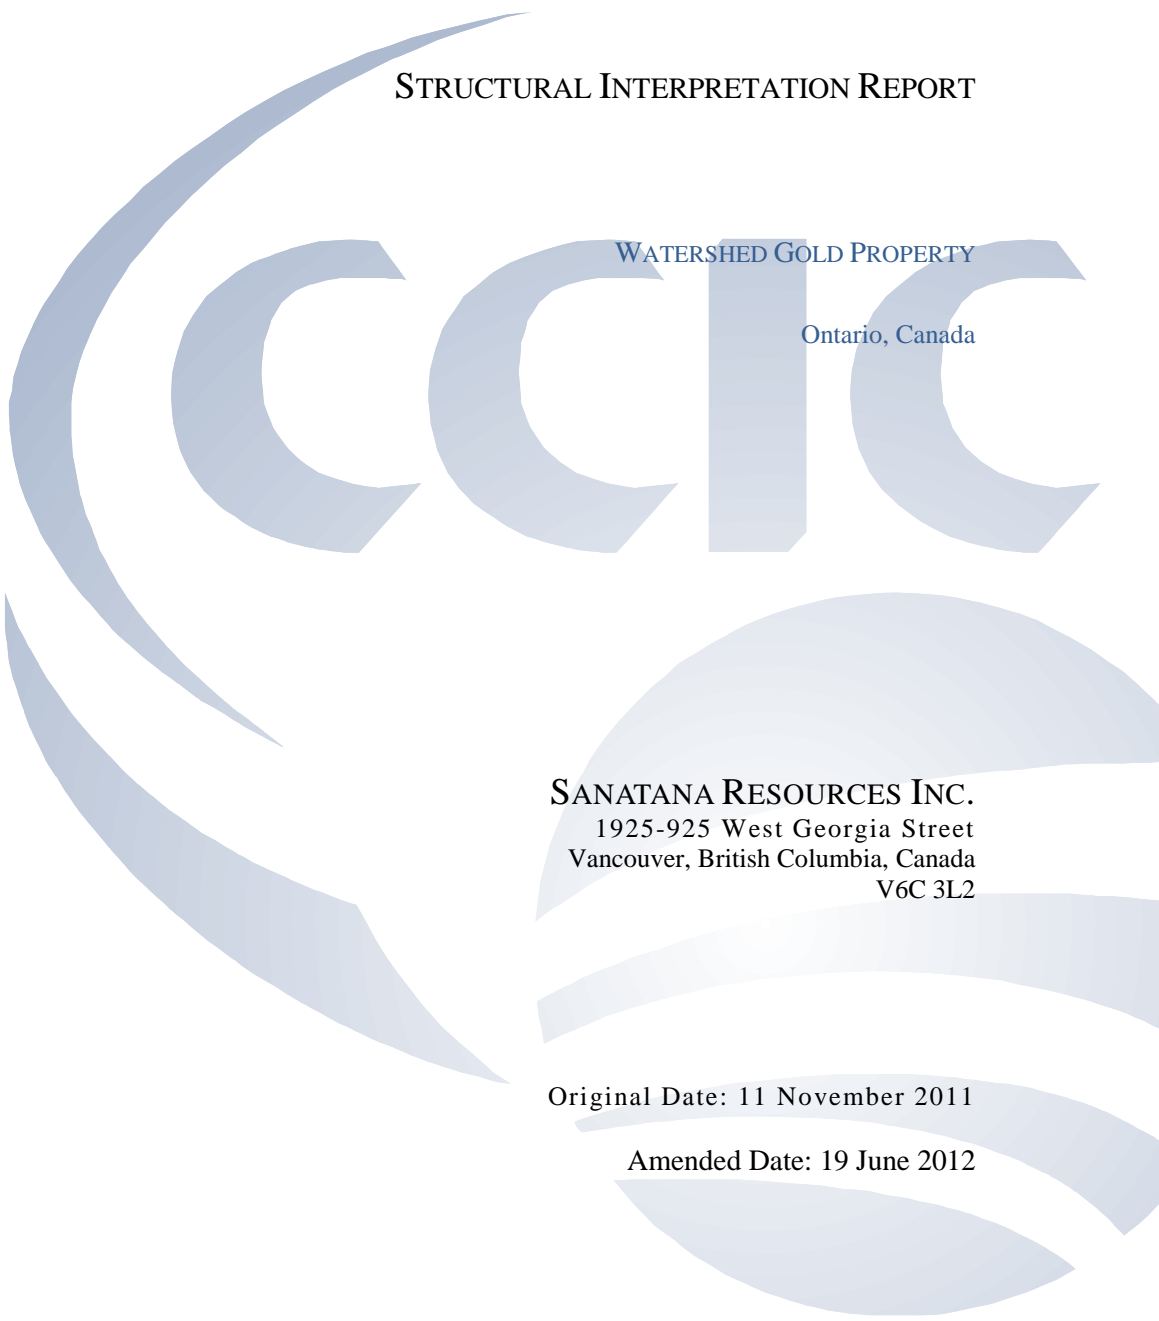 STRUCTURAL INTERPRETATION REPORT
WATERSHED GOLD PROPERTY
Ontario, Canada
CCIC
SANATANA RESOURCES INC.
1925-925 West Georgia Street
Vancouver, British Columbia, Canada
V6C 3L2
Original Date: 11 November 2011
Amended Date: 19 June 2012